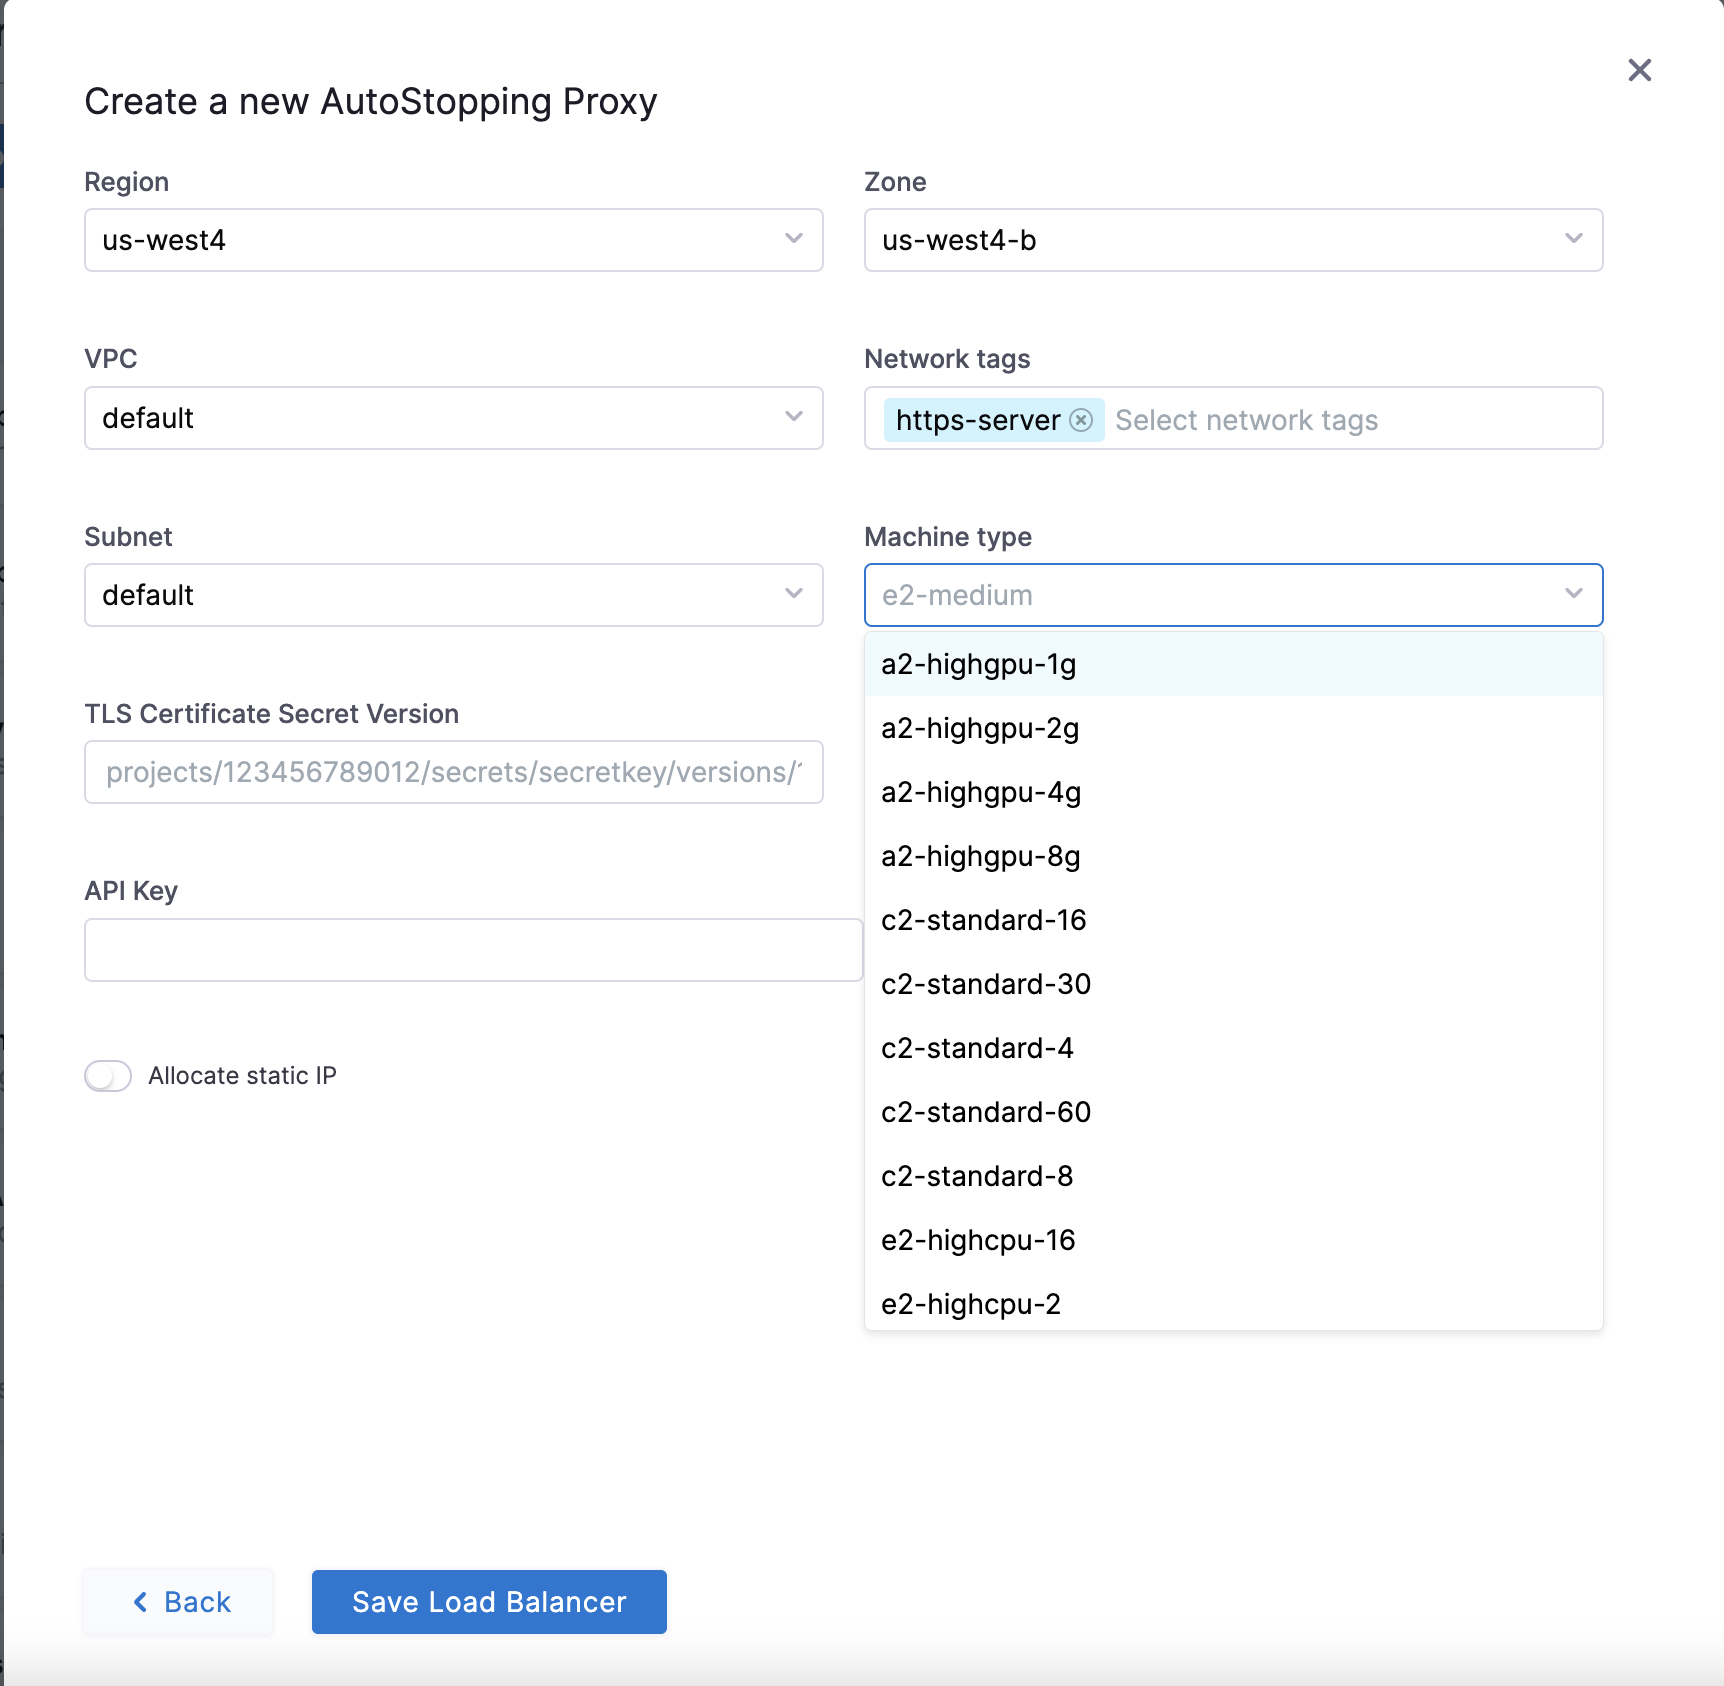 Create a new AutoStopping Proxy
Region
Zone
us-west4
us-west4-b
VPC
Network tags
default
https-server Select network tags
Subnet
Machine type
default
e2-medium
a2-highgpu-1g
a2-highgpu-2g
a2-highgpu-4g
a2-highgpu-8g
c2-standard-16
c2-standard-30
c2-standard-4
c2-standard-60
c2-standard-8
e2-highcpu-16
e2-highcpu-2
TLS Certificate Secret Version
projects/123456789012/secrets/secretkey/versions/
API Key
Allocate static IP
Back
Save Load Balancer